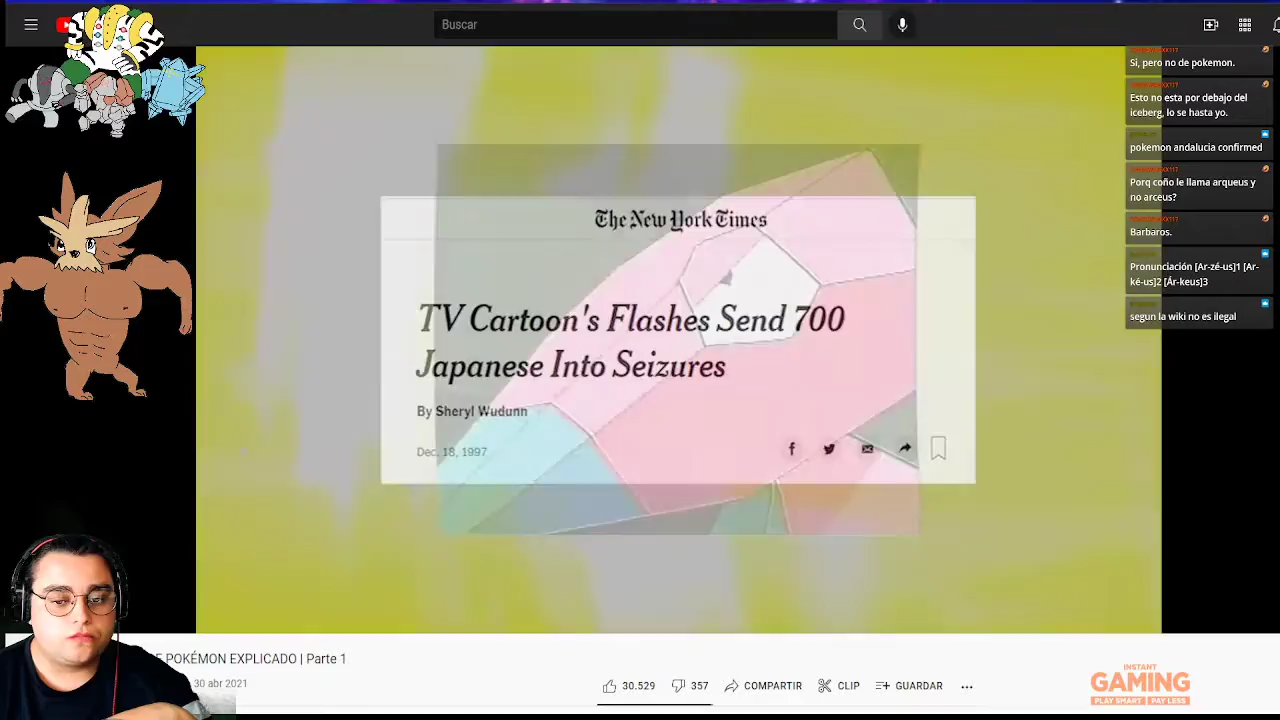 Buscar
Si, pero no de pokemon.
Esto no esta por debajo del
iceberg, lo se hasta yo.
pokemon andalucia confirmed
Porq coño le llama arqueus y
no arceus?
Barbaros.
Pronunciación [Ar-zé-us]1 [Ar-
ké-us]2 [Ár-keus]3
segun la wiki no es ilegal
The New York Times
TV Cartoon's Flashes Send 700
Japanese Into Seizures
By Sheryl Wudunn
Dec. 18, 1997
POKÉMON EXPLICADO | Parte 1
30 abr 2021
30.529
357
COMPARTIR
CLIP
GUARDAR
INSTANT
GAMING
PLAY SMART | PAY LESS